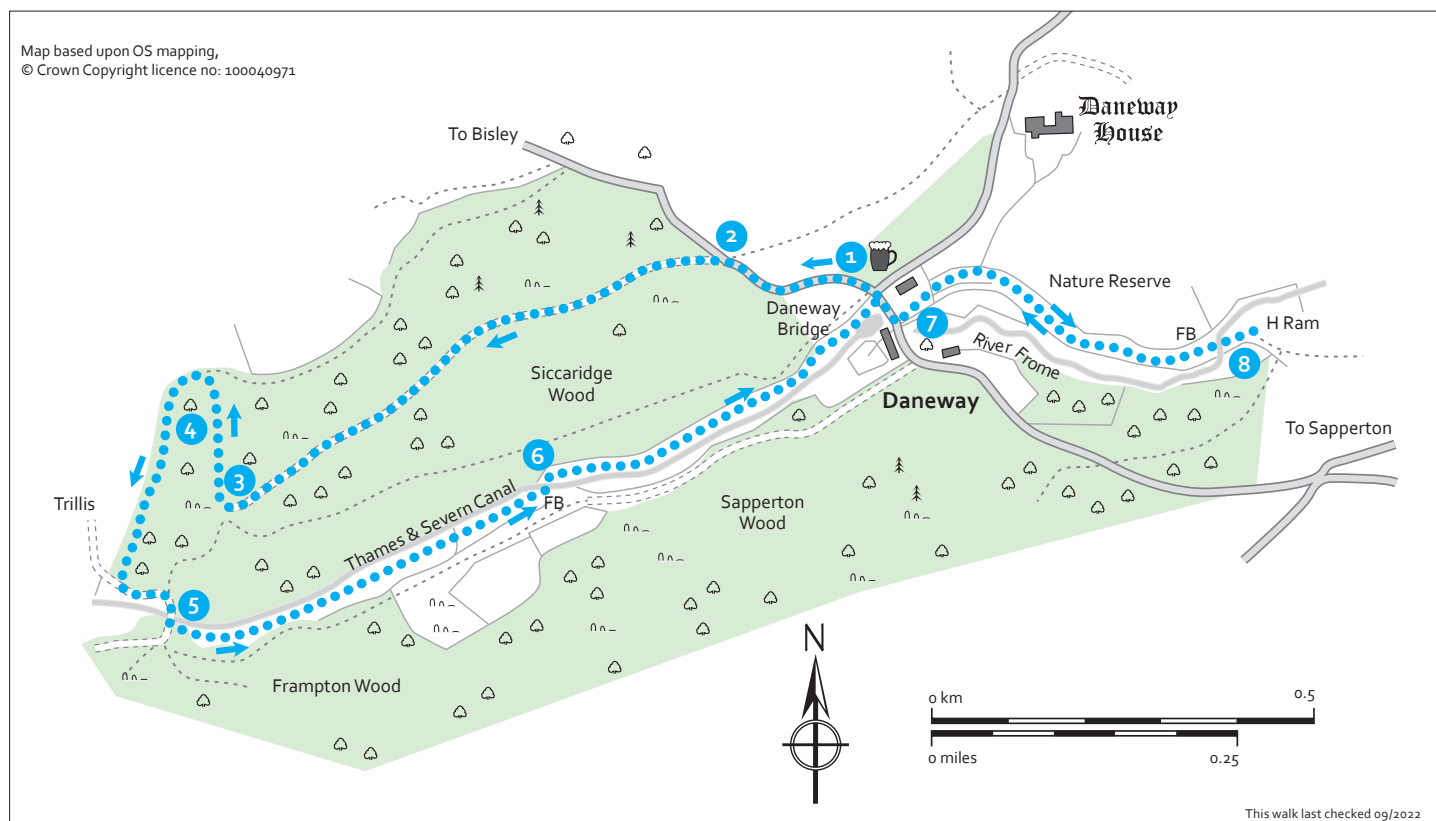 Map based upon OS mapping,
© Crown Copyright licence no: 100040971
Daneway
House
To Bisley
2
1
Nature Reserve
Daneway
Bridge
7
FB
H Ram
River Frome
8
Siccaridge
Wood
Daneway
4
To Sapperton
6
3
Trillis
FB
Thames & Severn Canal
Sapperton
Wood
5
N
Frampton Wood
0 km
0.5
0 miles
0.25
This walk last checked 09/2022